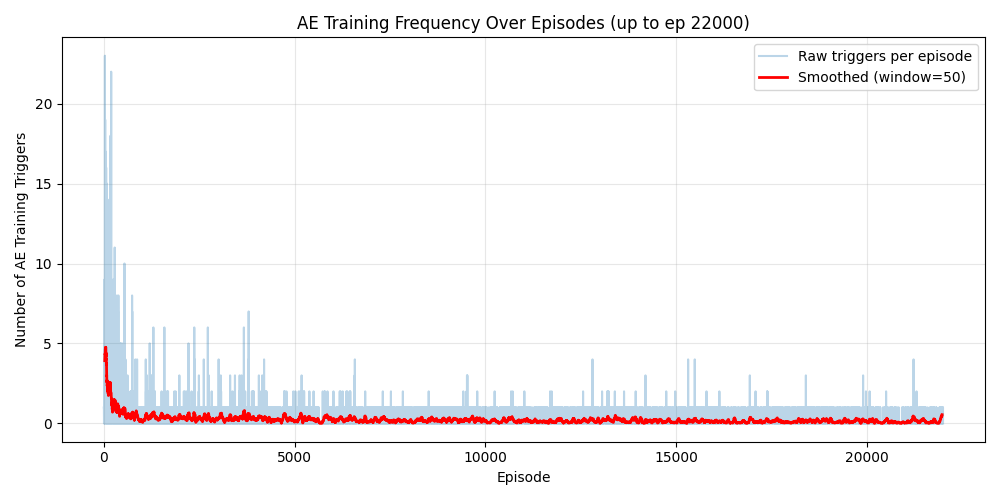 AE Training Frequency Over Episodes (up to ep 22000)
Raw triggers per episode
Smoothed (window=50)
Number of AE Training Triggers
20
15
10
5
0
0 5000 10000 15000 20000
Episode